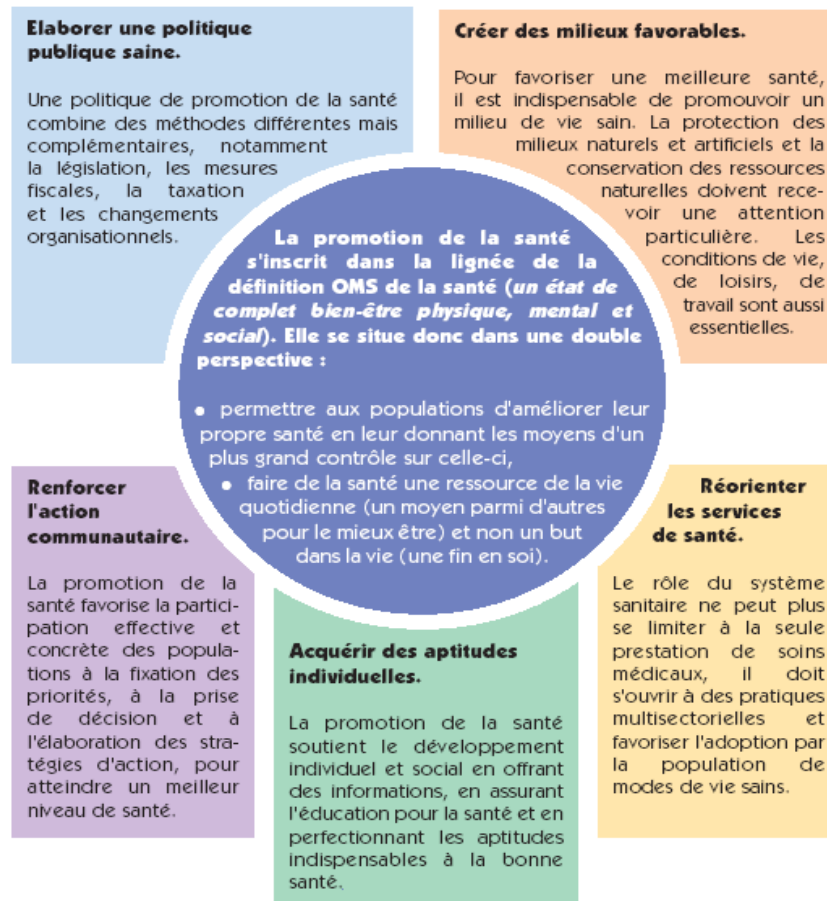 Elaborer une politique
publique saine.
Une politique de promotion de la santé
combine des méthodes différentes mais
complémentaires, notamment
la législation, les mesures
fiscales, la taxation
et les changements
organisationnels.
Créer des milieux favorables.
Pour favoriser une meilleure santé,
il est indispensable de promouvoir un
milieu de vie sain. La protection des
milieux naturels et artificiels et la
conservation des ressources
naturelles doivent rece-
voir une attention
particulière. Les
conditions de vie,
de loisirs, de
travail sont aussi
essentielles.
La promotion de la santé
s'inscrit dans la lignée de la
définition OMS de la santé (un état de
complet bien-être physique, mental et
social). Elle se situe donc dans une double
perspective :
• permettre aux populations d'améliorer leur
propre santé en leur donnant les moyens d'un
plus grand contrôle sur celle-ci,
• faire de la santé une ressource de la vie
quotidienne (un moyen parmi d'autres
pour le mieux être) et non un but
dans la vie (une fin en soi).
Renforcer
l'action
communautaire.
La promotion de la
santé favorise la partici-
pation effective et
concrète des popula-
tions à la fixation des
priorités, à la prise
de décision et à
l'élaboration des stra-
tégies d'action, pour
atteindre un meilleur
niveau de santé.
Acquérir des aptitudes
individuelles.
La promotion de la santé
soutient le développement
individuel et social en offrant
des informations, en assurant
l'éducation pour la santé et en
perfectionnant les aptitudes
indispensables à la bonne
santé.
Réorienter
les services
de santé.
Le rôle du système
sanitaire ne peut plus
se limiter à la seule
prestation de soins
médicaux, il doit
s'ouvrir à des pratiques
multisectorielles et
favoriser l'adoption par
la population de
modes de vie sains.